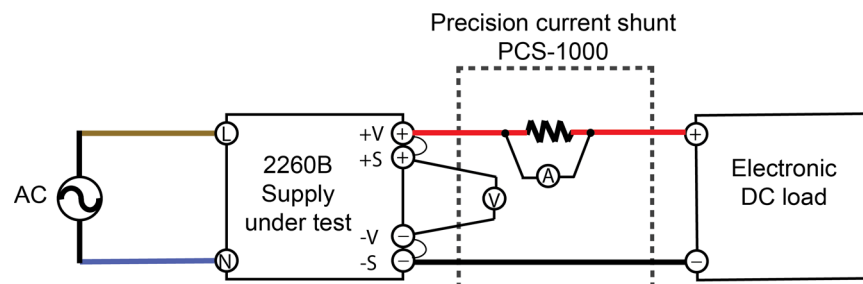 Precision current shunt
PCS-1000
L
+V
+
+
2260B
+S
+
Electronic
AC
Supply
A
DC load
under test
V
-V
−
N
-S
−
−